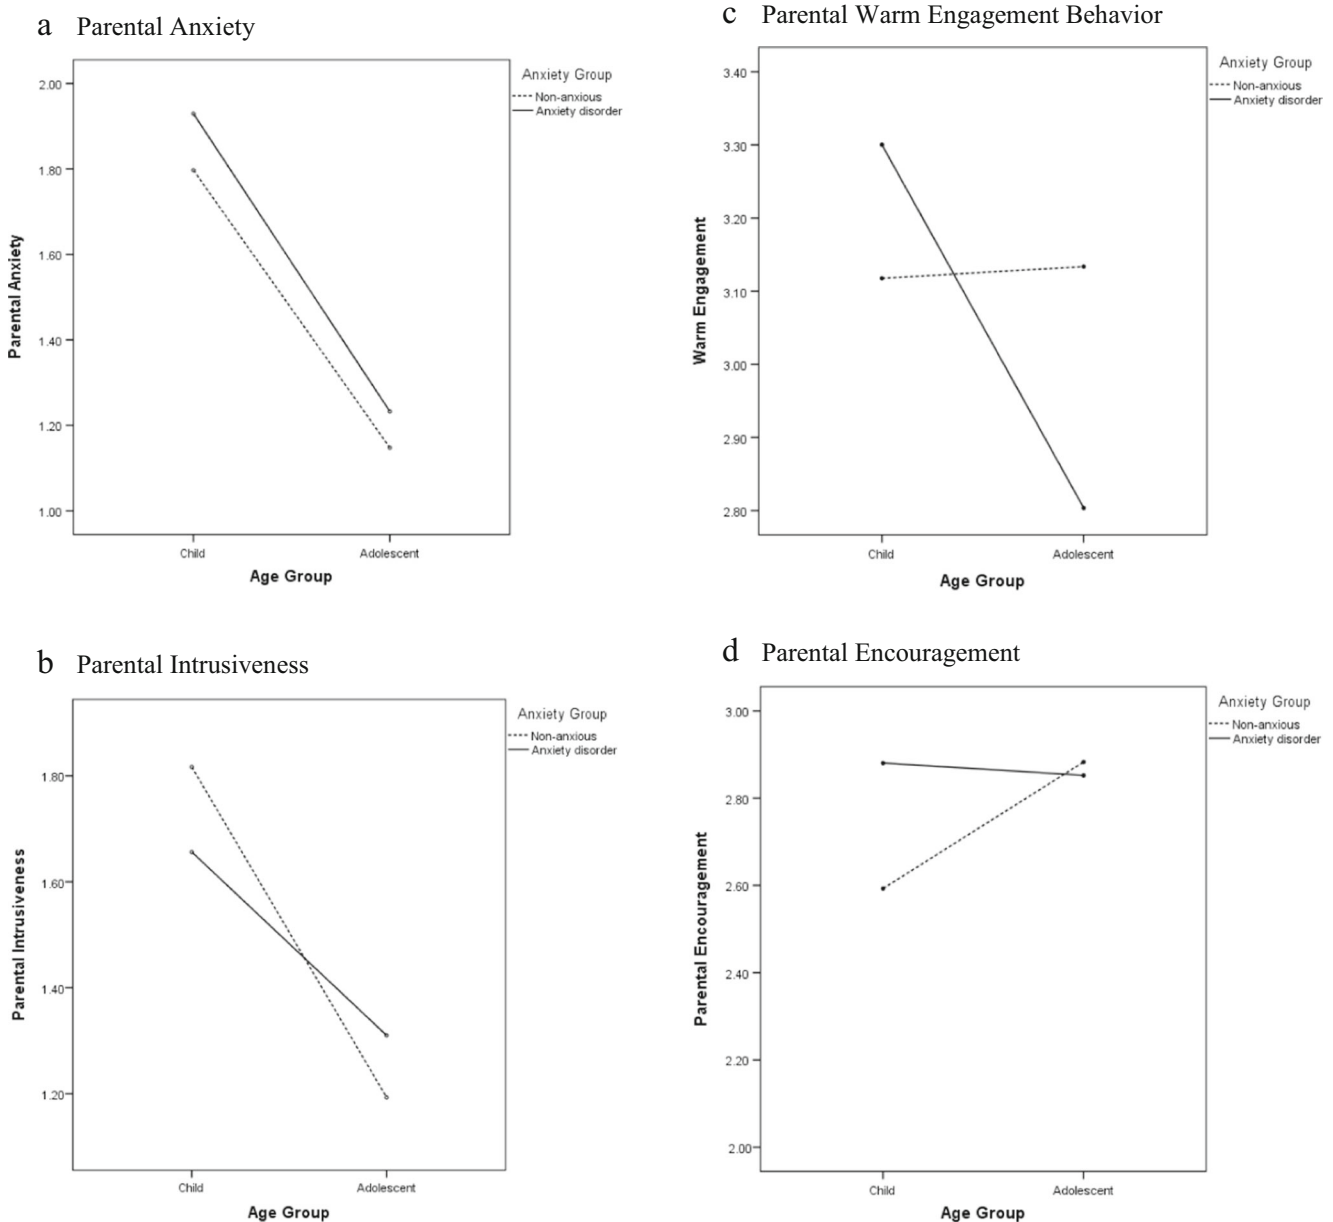 a Parental Anxiety
Anxiety Group
Non-anxious
Anxiety disorder
2.00
1.80
1.60
1.40
1.20
1.00
Parental Anxiety
Child
Adolescent
Age Group
b Parental Intrusiveness
Anxiety Group
Non-anxious
Anxiety disorder
1.80
1.60
1.40
1.20
Parental Intrusiveness
Child
Adolescent
Age Group
c Parental Warm Engagement Behavior
Anxiety Group
Non-anxious
Anxiety disorder
3.40
3.30
3.20
3.10
3.00
2.90
2.80
Warm Engagement
Child
Adolescent
Age Group
d Parental Encouragement
Anxiety Group
Non-anxious
Anxiety disorder
3.00
2.80
2.60
2.40
2.20
2.00
Parental Encouragement
Child
Adolescent
Age Group